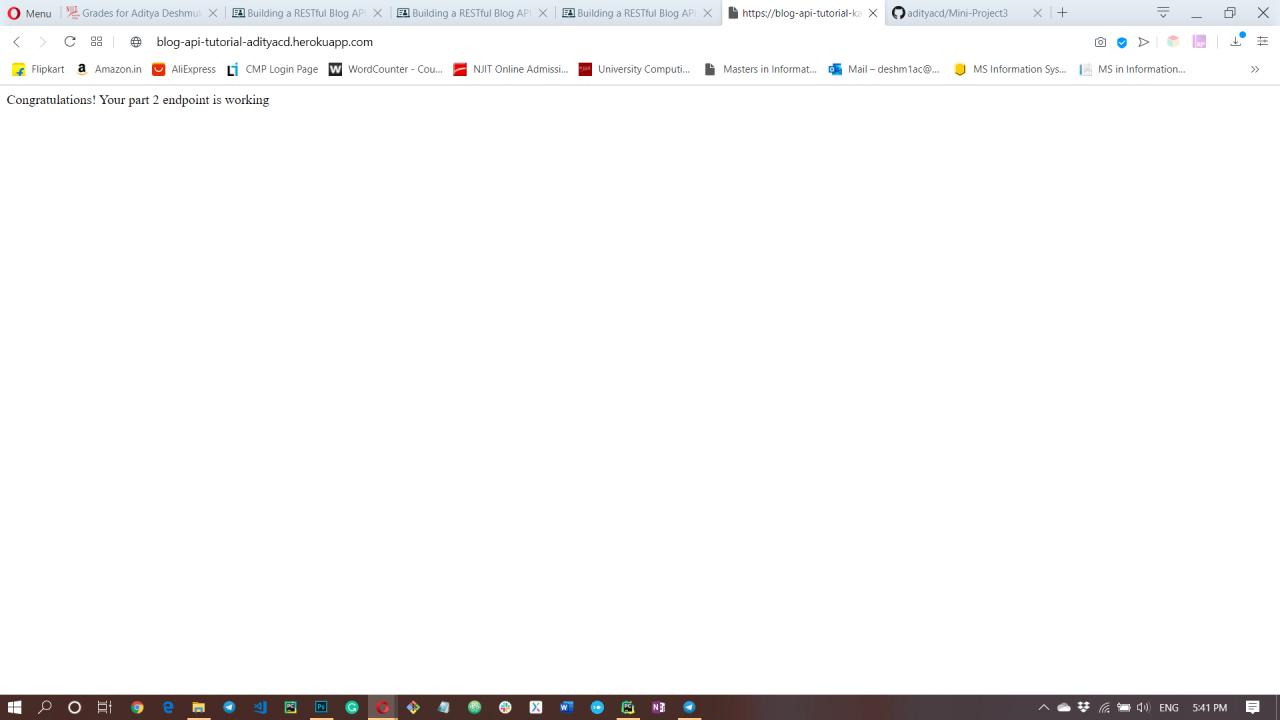 Menu
Grades for Aditya Deshmuk
Building a RESTful Blog API
Building a RESTful Blog API
Building a RESTful Blog API
https://blog-api-tutorial-ka
adityacd/Mini-Project3
blog-api-tutorial-adityacd.herokuapp.com
Flipkart
Amazon.in
AliExpress
CMP Login Page
WordCounter - Cou...
NJIT Online Admissi...
University Computi...
Masters in Informat...
Mail – deshm1ac@...
MS Information Sys...
MS in Information...
Congratulations! Your part 2 endpoint is working
ENG
5:41 PM